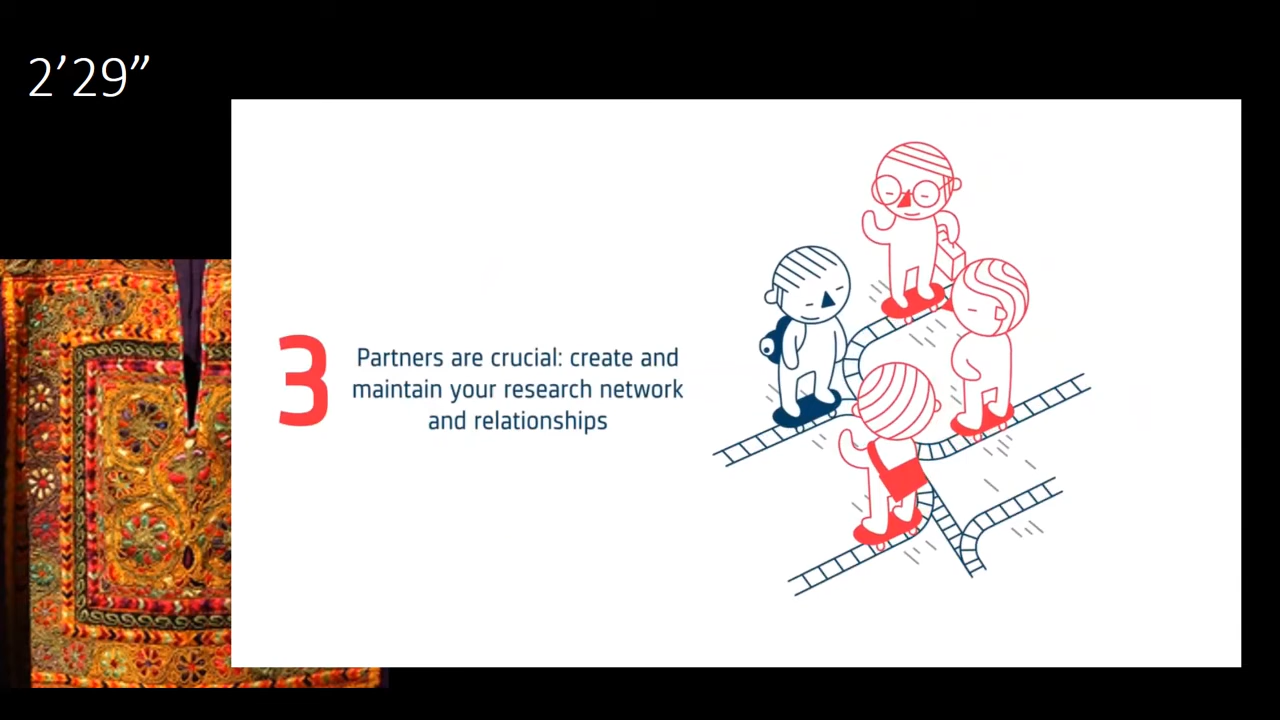 2’29”
3
Partners are crucial: create and
maintain your research network
and relationships